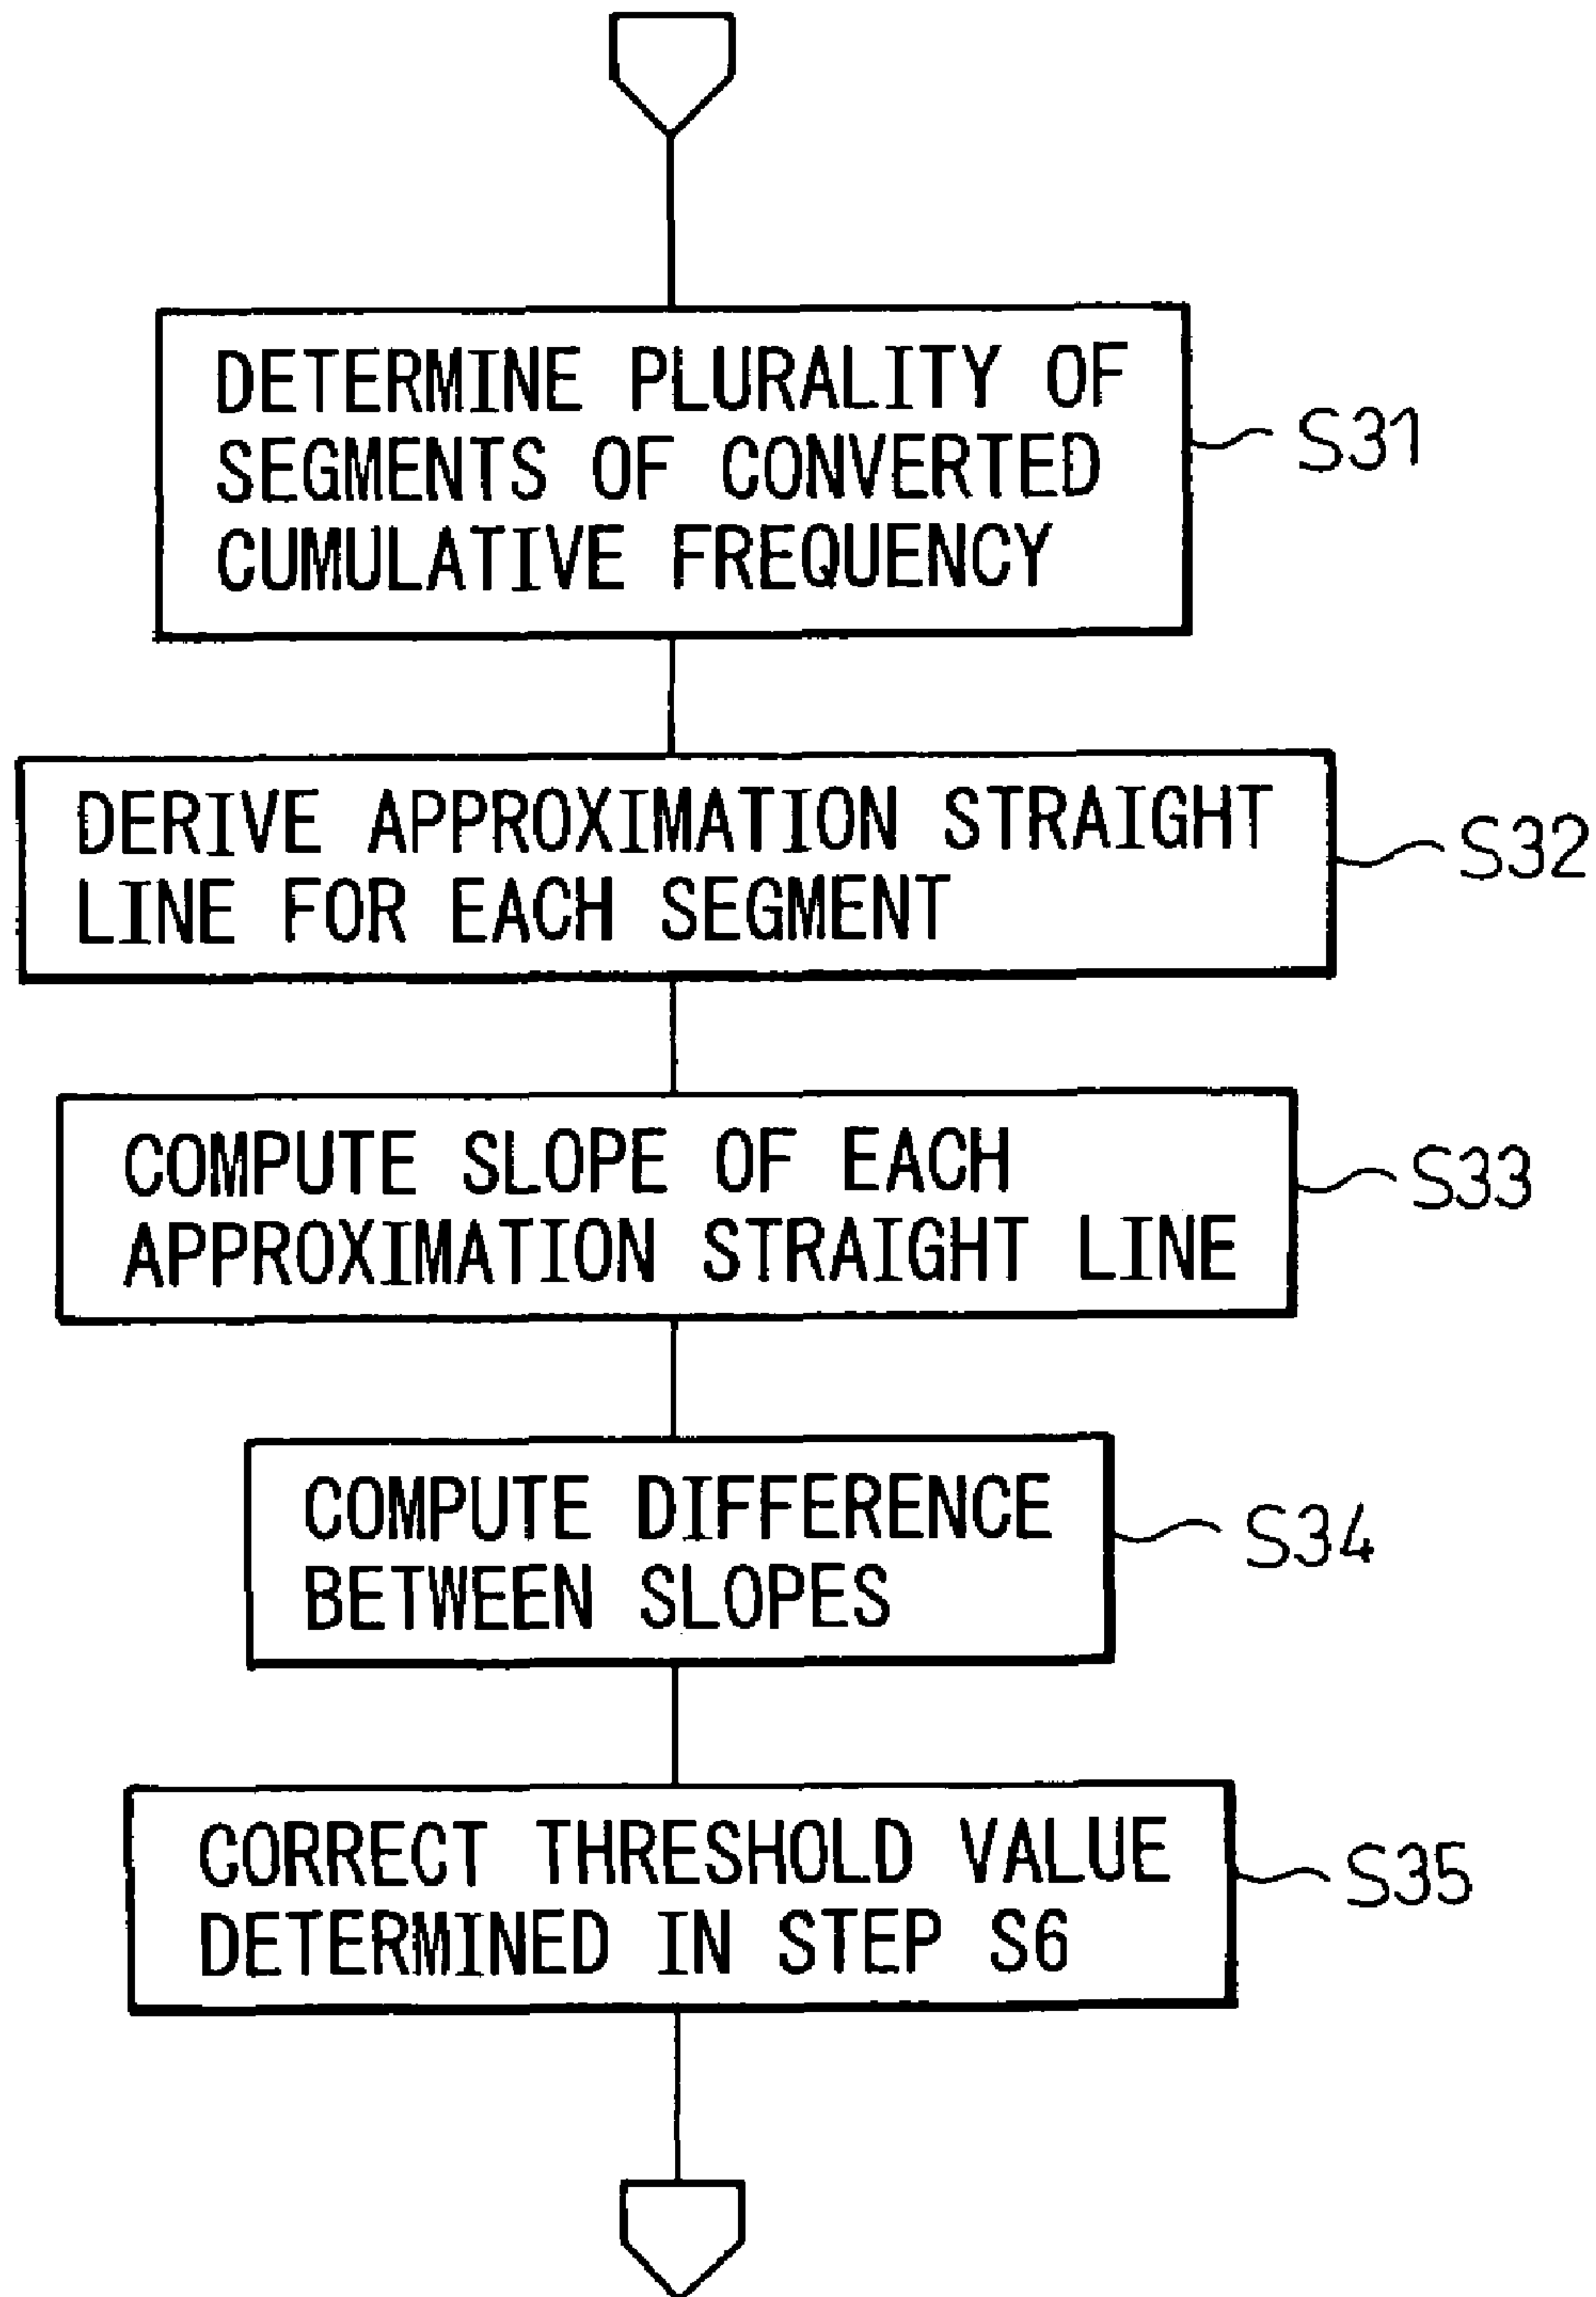 DETERMINE PLURALITY OF
SEGMENTS OF CONVERTED
CUMULATIVE FREQUENCY
S31
DERIVE APPROXIMATION STRAIGHT
LINE FOR EACH SEGMENT
S32
COMPUTE SLOPE OF EACH
APPROXIMATION STRAIGHT LINE
S33
COMPUTE DIFFERENCE
BETWEEN SLOPES
S34
CORRECT THRESHOLD VALUE
DETERMINED IN STEP S6
S35